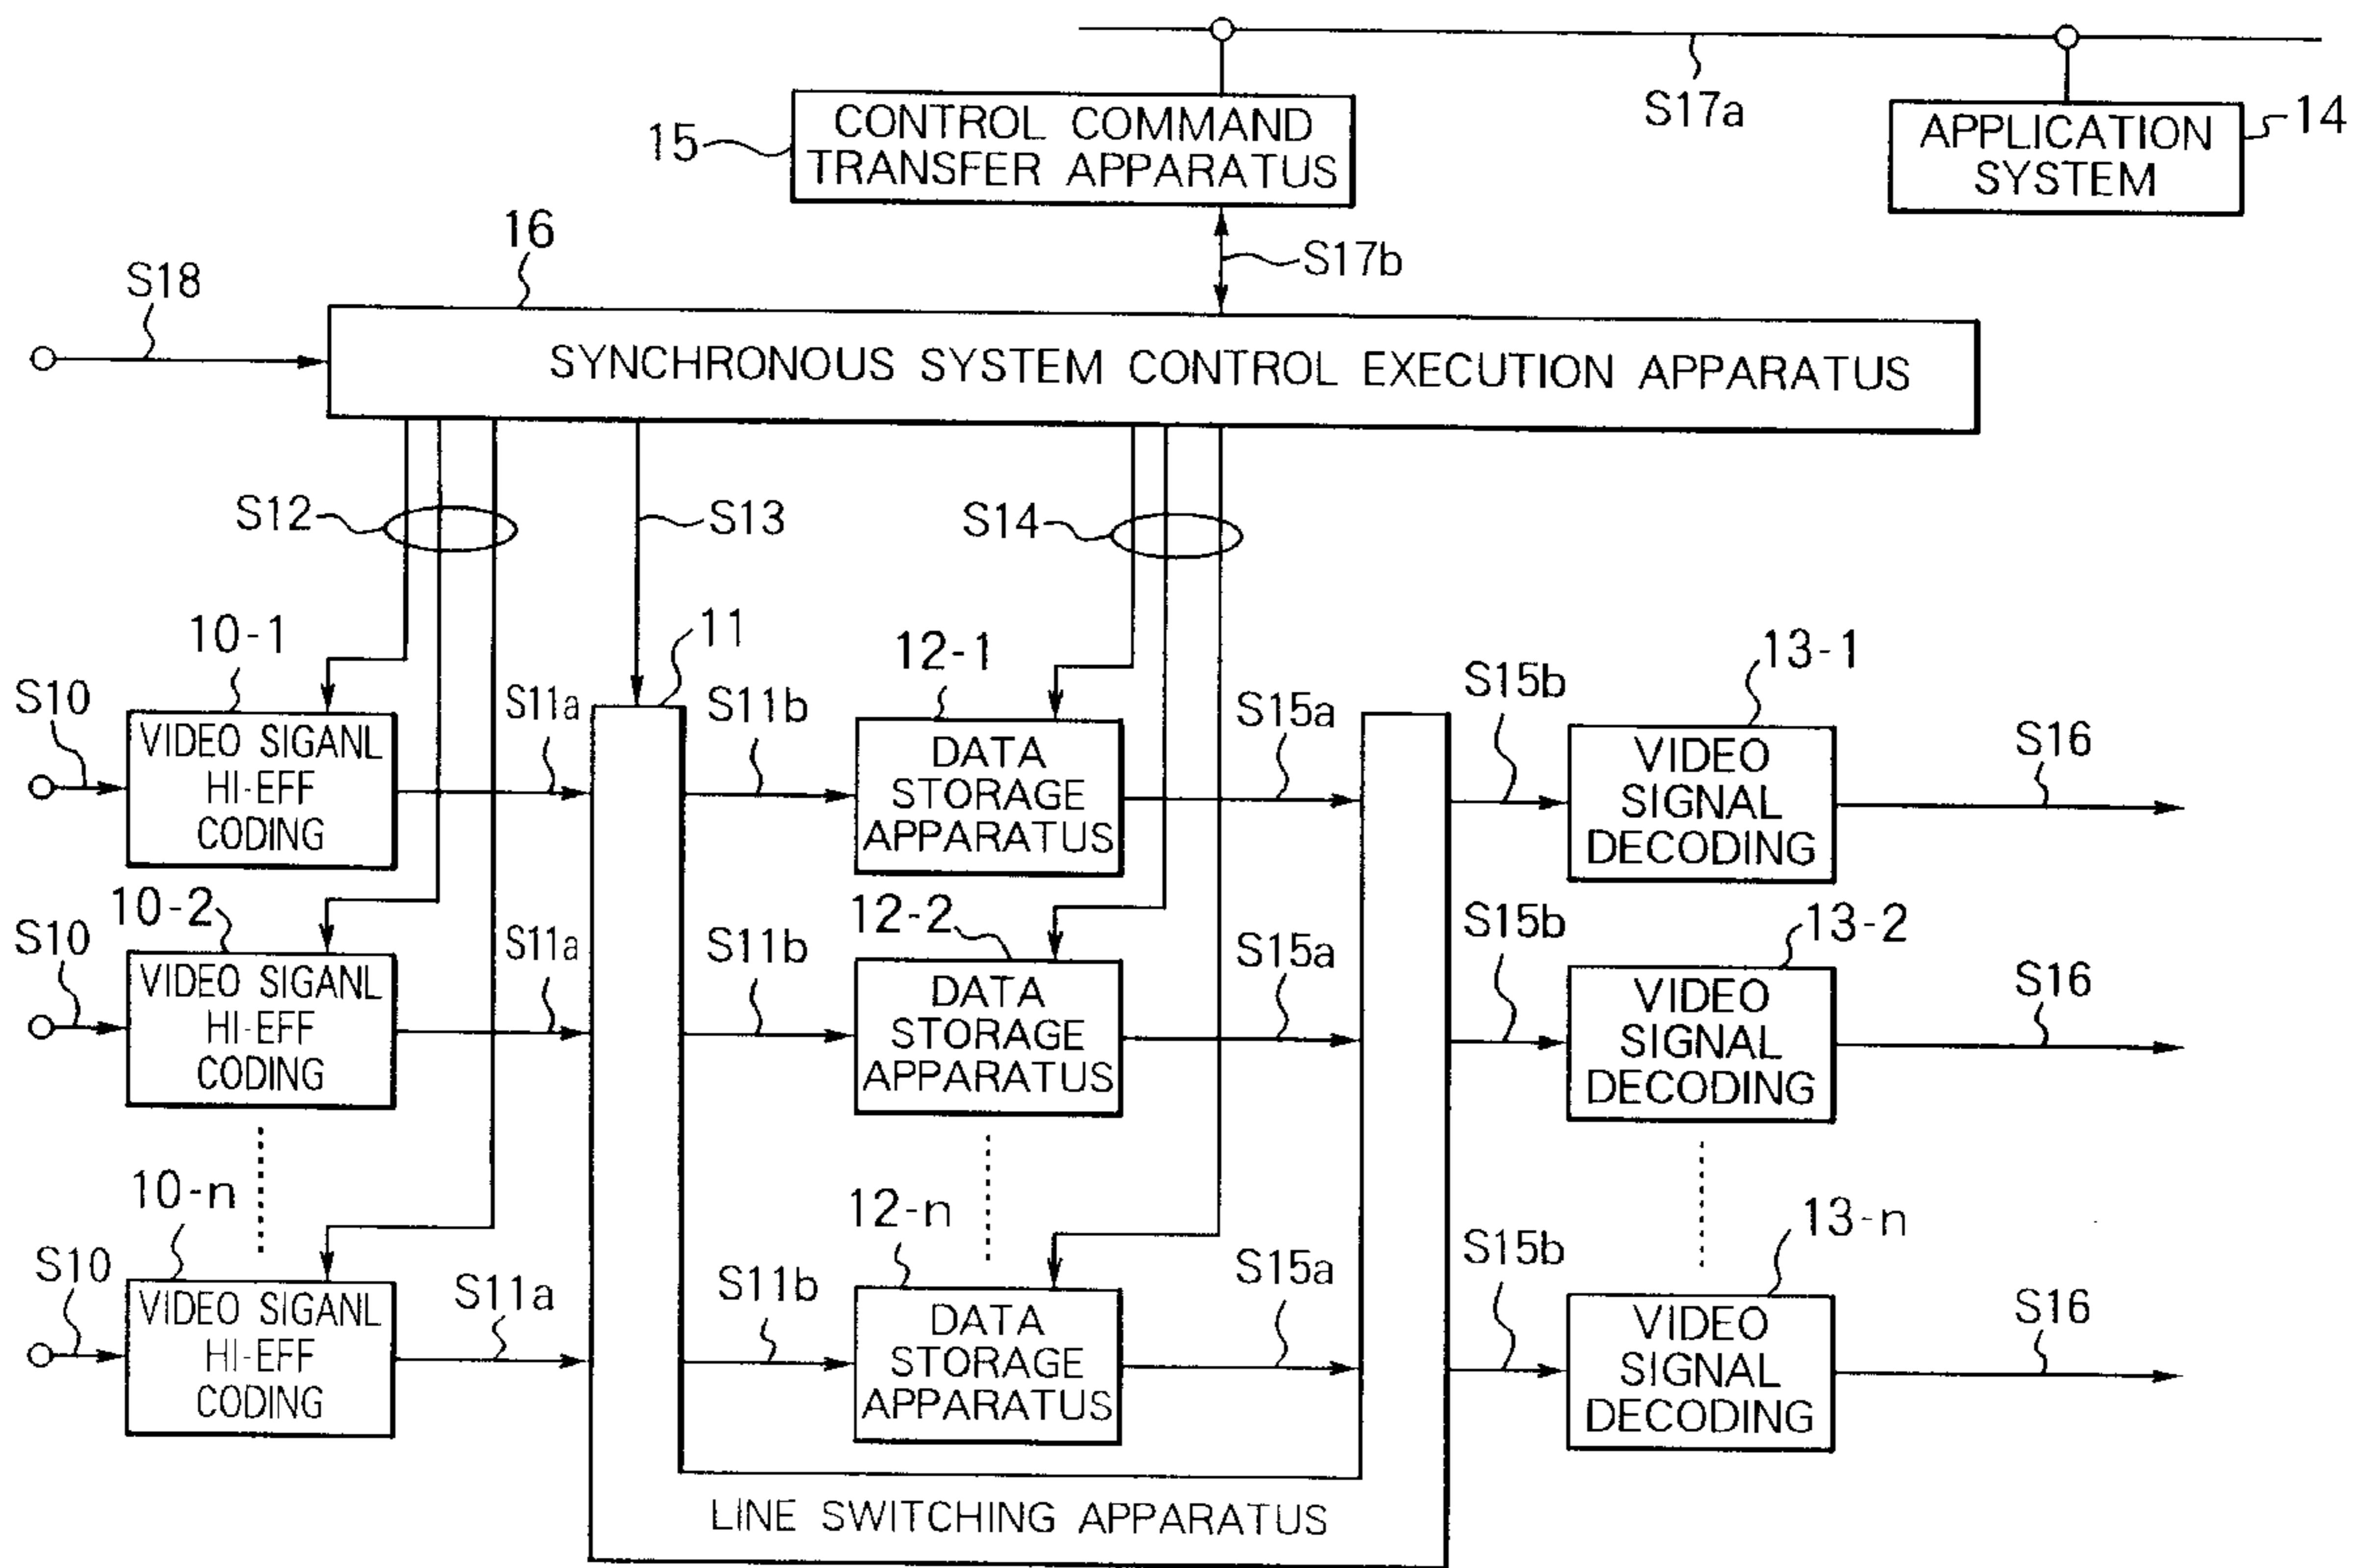 S17a
CONTROL COMMAND
TRANSFER APPARATUS
15
APPLICATION
SYSTEM
14
16
S17b
S18
SYNCHRONOUS SYSTEM CONTROL EXECUTION APPARATUS
S12
S13
S14
10-1
11
12-1
13-1
S10
S11a
S11b
S15a
S15b
S16
VIDEO SIGANL
HI-EFF
CODING
DATA
STORAGE
APPARATUS
VIDEO
SIGNAL
DECODING
10-2
12-2
13-2
S10
S11a
S11b
S15a
S15b
S16
VIDEO SIGANL
HI-EFF
CODING
DATA
STORAGE
APPARATUS
VIDEO
SIGNAL
DECODING
10-n
12-n
13-n
S10
S11a
S11b
S15a
S15b
S16
VIDEO SIGANL
HI-EFF
CODING
DATA
STORAGE
APPARATUS
VIDEO
SIGNAL
DECODING
LINE SWITCHING APPARATUS